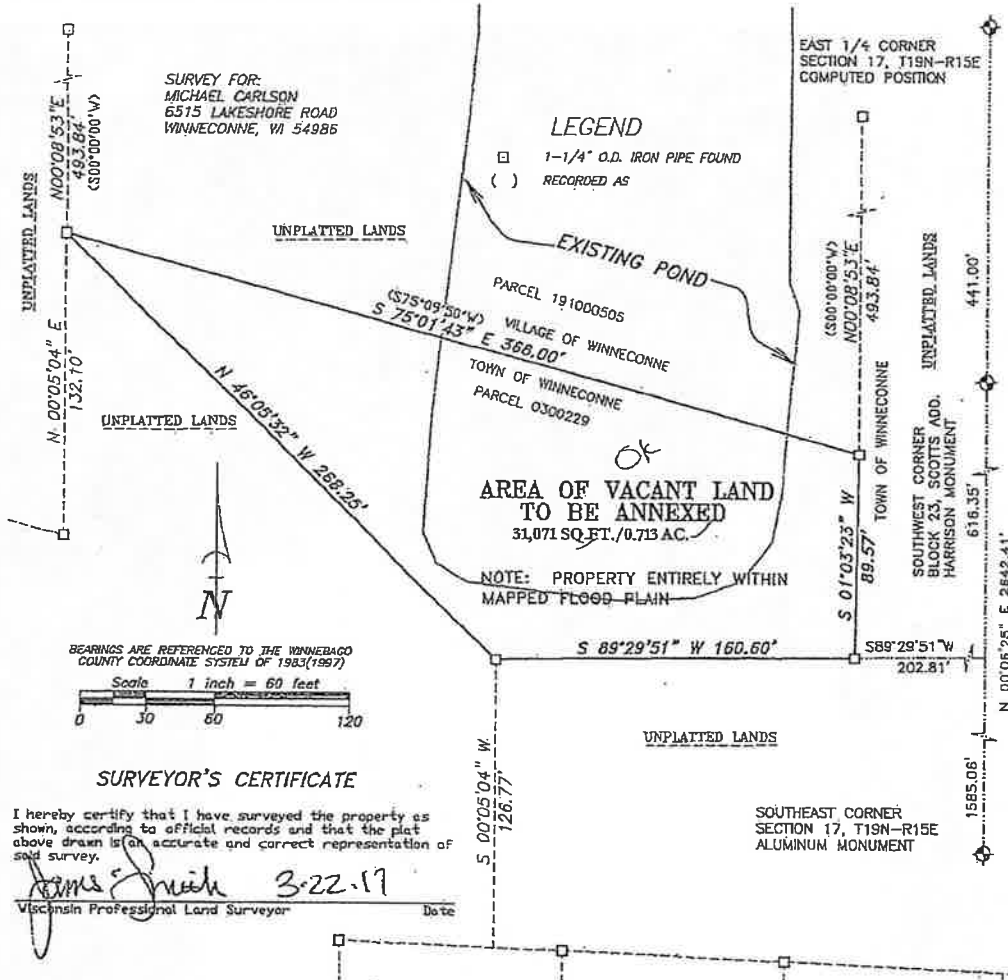 EAST 1/4 CORNER
SECTION 17, T19N-R15E
COMPUTED POSITION
SURVEY FOR:
MICHAEL CARLSON
6515 LAKESHORE ROAD
WINNECONNE, WI 54986
LEGEND
1-1/4" O.D. IRON PIPE FOUND
( ) RECORDED AS
N00°08'53"E
493.84'
(S00°00'00"W)
UNPLATTED LANDS
UNPLATTED LANDS
EXISTING POND
PARCEL 191000505
(S75°09'50"W) VILLAGE OF WINNECONNE
S 75°01'43" E 368.00'
TOWN OF WINNECONNE
PARCEL 0300229
(S00°00'00"W)
N00°08'53"E
493.84'
UNPLATTED LANDS
441.00'
N 00°05'04" E
132.10'
UNPLATTED LANDS
N 46°05'32" W 268.25'
OK
AREA OF VACANT LAND
TO BE ANNEXED
31,071 SQ.FT./0.713 AC.
NOTE: PROPERTY ENTIRELY WITHIN
MAPPED FLOOD PLAIN
S 01°03'23" W
89.57'
TOWN OF WINNECONNE
SOUTHWEST CORNER
BLOCK 23, SCOTTS ADD.
HARRISON MONUMENT
616.35'
N 00°05'25" E 2642.41'
N
BEARINGS ARE REFERENCED TO THE WINNEBAGO
COUNTY COORDINATE SYSTEM OF 1983(1997)
Scale 1 inch = 60 feet
0 30 60 120
S 89°29'51" W 160.60'
S89°29'51"W
202.81'
UNPLATTED LANDS
S 00°05'04" W
126.77'
1585.06'
SOUTHEAST CORNER
SECTION 17, T19N-R15E
ALUMINUM MONUMENT
SURVEYOR'S CERTIFICATE
I hereby certify that I have surveyed the property as
shown, according to official records and that the plat
above drawn is an accurate and correct representation of
said survey.
James Smith 3-22-17
Wisconsin Professional Land Surveyor Date